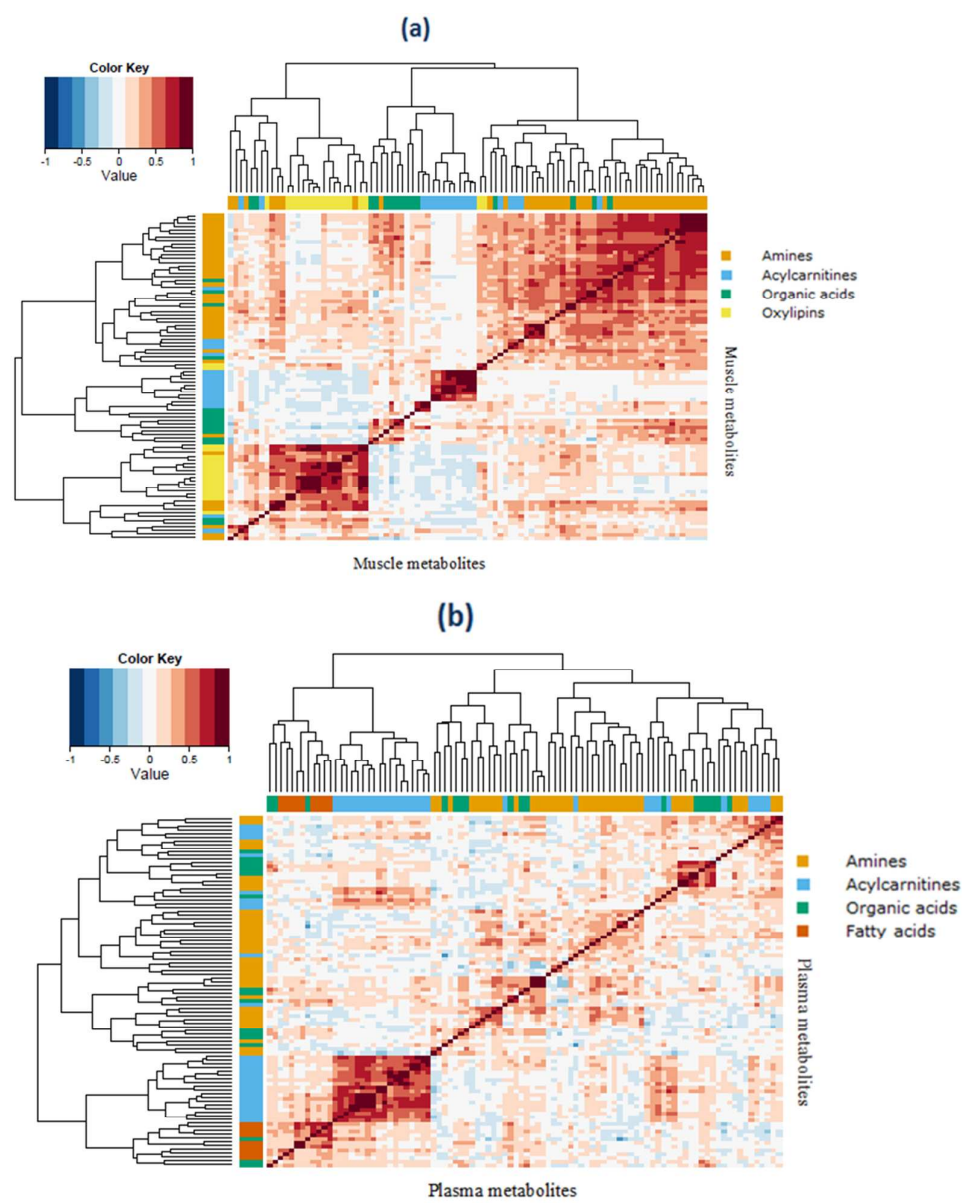 (a)
Color Key
-1 -0.5 0 0.5 1
Value
Amines
Acylcarnitines
Organic acids
Oxylipins
Muscle metabolites
Muscle metabolites
(b)
Color Key
-1 -0.5 0 0.5 1
Value
Amines
Acylcarnitines
Organic acids
Fatty acids
Plasma metabolites
Plasma metabolites